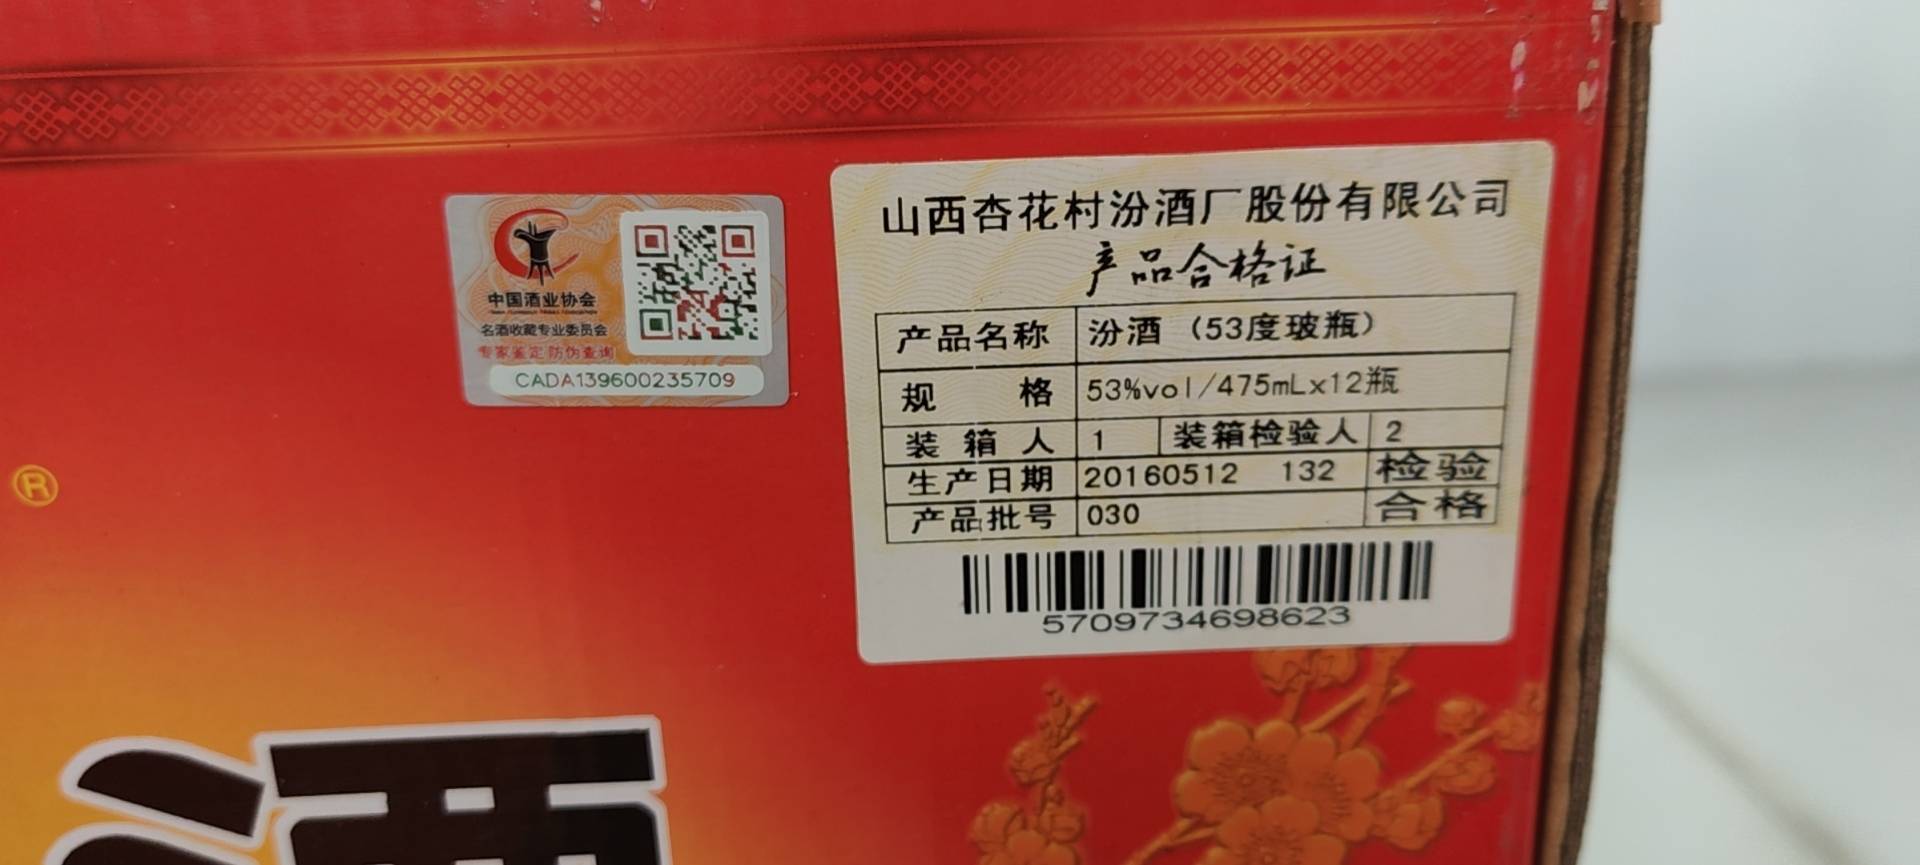 中国酒业协会
名酒收藏专业委员会
专家鉴定 防伪查询
CADA139600235709
山西杏花村汾酒厂股份有限公司
产品合格证
产品名称 汾酒（53度玻瓶）
规 格 53%vol/475mLx12瓶
装箱人 1 装箱检验人 2
生产日期 20160512 132 检验
产品批号 030 合格
5709734698623
®
酒